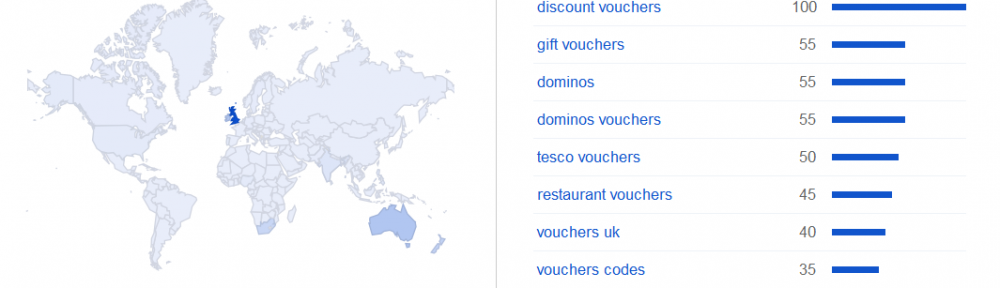 discount vouchers 100
gift vouchers 55
dominos 55
dominos vouchers 55
tesco vouchers 50
restaurant vouchers 45
vouchers uk 40
vouchers codes 35